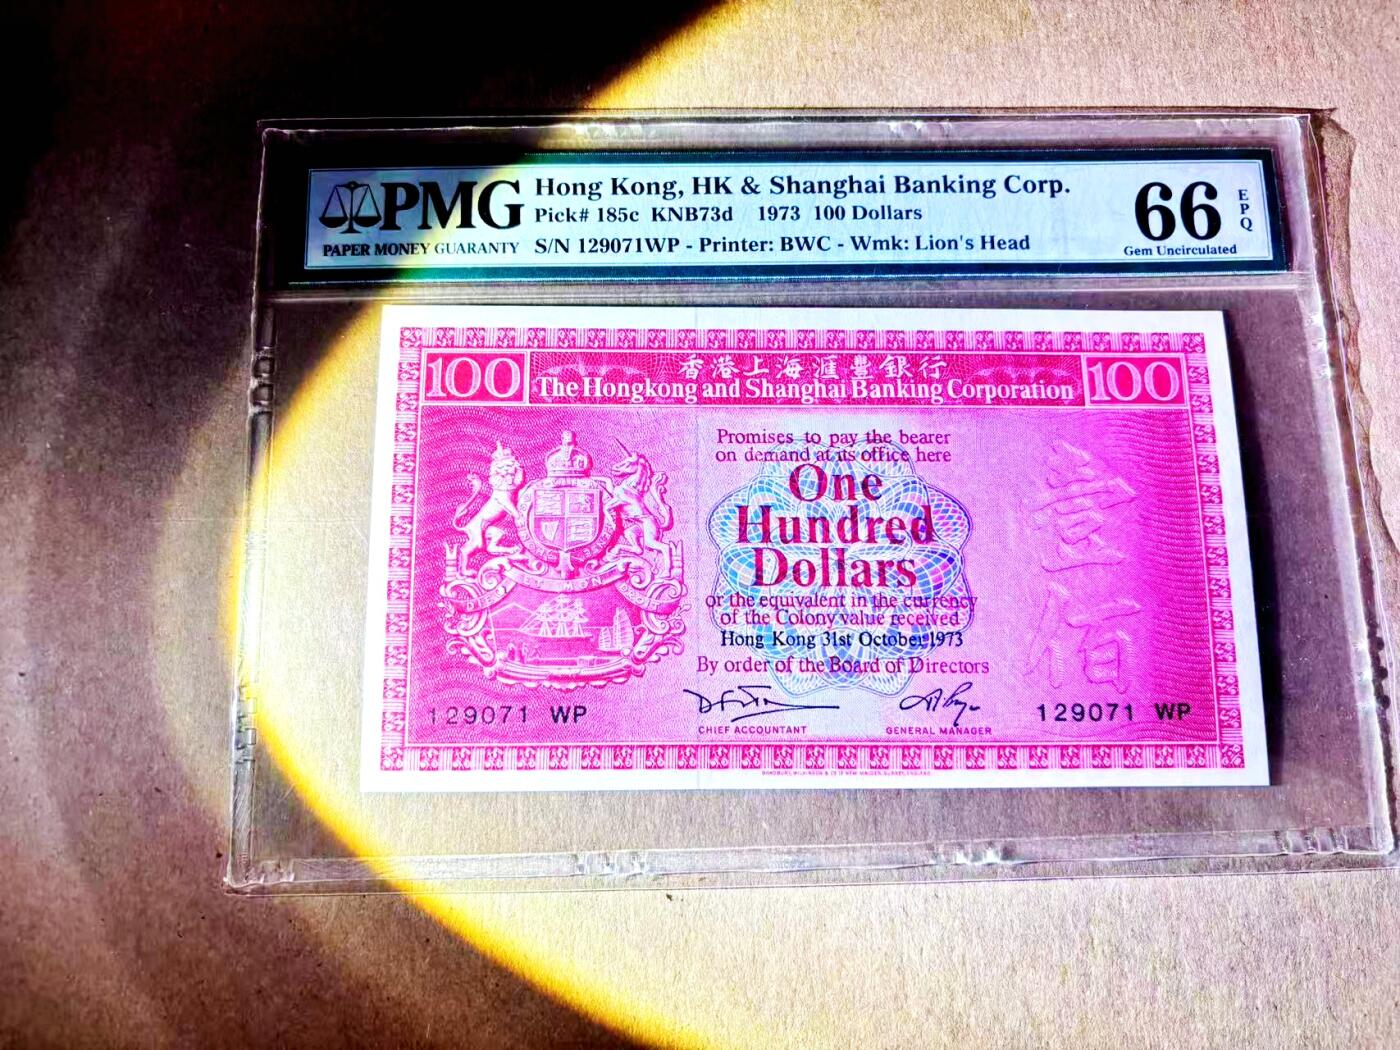 PMG
PAPER MONEY GUARANTY
Hong Kong, HK & Shanghai Banking Corp.
Pick# 185c KNB73d 1973 100 Dollars
S/N 129071WP - Printer: BWC - Wmk: Lion's Head
66
EPQ
Gem Uncirculated
100
香港上海滙豐銀行
The Hongkong and Shanghai Banking Corporation
100
Promises to pay the bearer
on demand at its office here
One
Hundred
Dollars
or the equivalent in the currency
of the Colony value received
Hong Kong 31st October 1973
By order of the Board of Directors
壹
佰
CHIEF ACCOUNTANT
GENERAL MANAGER
129071 WP
129071 WP